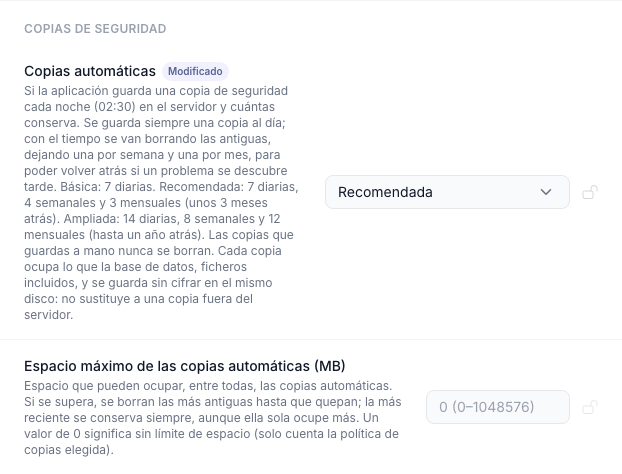 COPIAS DE SEGURIDAD
Copias automáticas Modificado
Si la aplicación guarda una copia de seguridad
cada noche (02:30) en el servidor y cuántas
conserva. Se guarda siempre una copia al día;
con el tiempo se van borrando las antiguas,
dejando una por semana y una por mes, para
poder volver atrás si un problema se descubre
tarde. Básica: 7 diarias. Recomendada: 7 diarias,
4 semanales y 3 mensuales (unos 3 meses
atrás). Ampliada: 14 diarias, 8 semanales y 12
mensuales (hasta un año atrás). Las copias que
guardas a mano nunca se borran. Cada copia
ocupa lo que la base de datos, ficheros
incluidos, y se guarda sin cifrar en el mismo
disco: no sustituye a una copia fuera del
servidor.
Recomendada
Espacio máximo de las copias automáticas (MB)
Espacio que pueden ocupar, entre todas, las copias automáticas.
Si se supera, se borran las más antiguas hasta que quepan; la más
reciente se conserva siempre, aunque ella sola ocupe más. Un
valor de 0 significa sin límite de espacio (solo cuenta la política de
copias elegida).
0 (0–1048576)